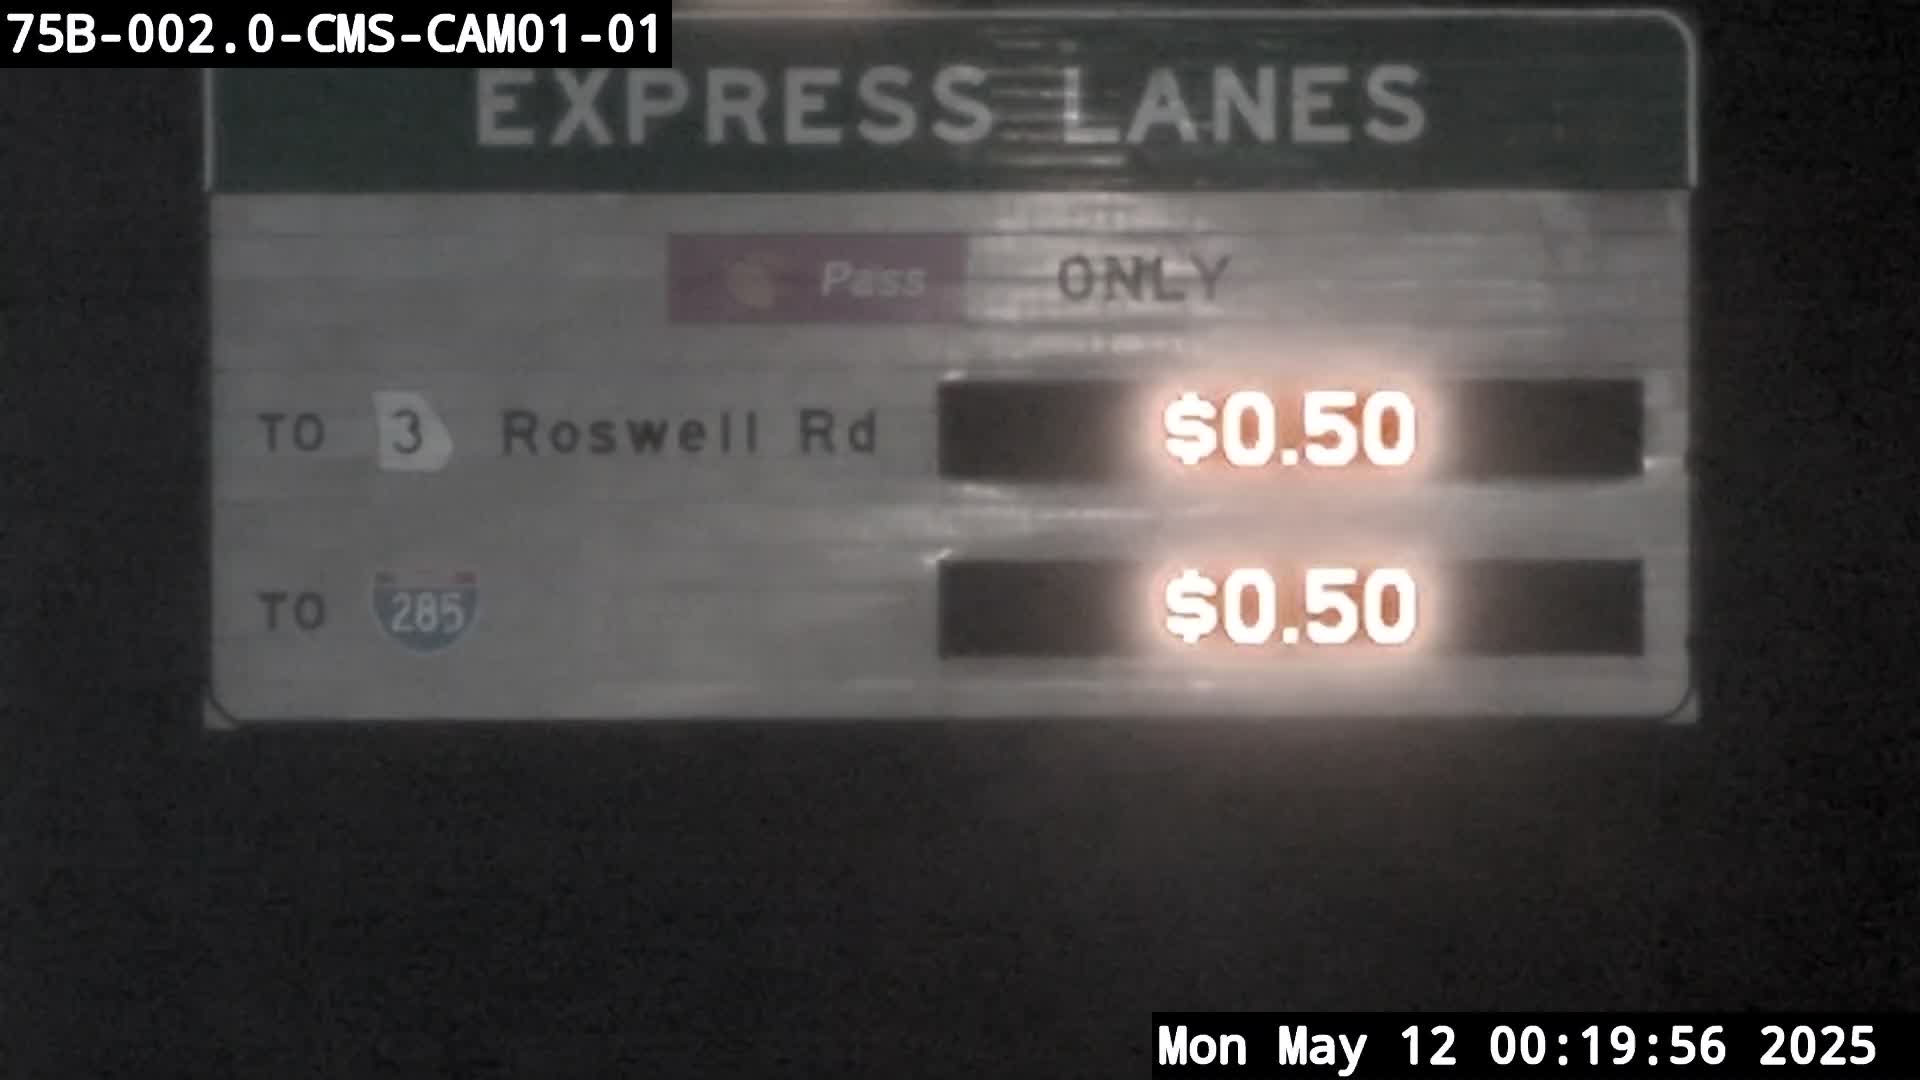 75B-002.0-CMS-CAM01-01
EXPRESS LANES
Pass ONLY
TO 3 Roswell Rd $0.50
TO 285 $0.50
Mon May 12 00:19:56 2025